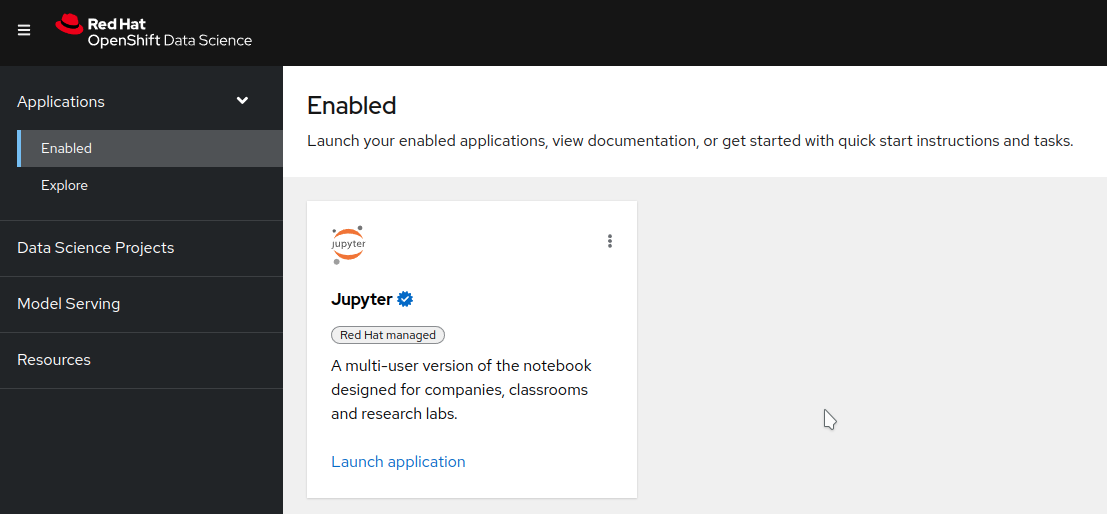 Red Hat
OpenShift Data Science
Applications
Enabled
Explore
Data Science Projects
Model Serving
Resources
Enabled
Launch your enabled applications, view documentation, or get started with quick start instructions and tasks.
jupyter
Jupyter
Red Hat managed
A multi-user version of the notebook
designed for companies, classrooms
and research labs.
Launch application